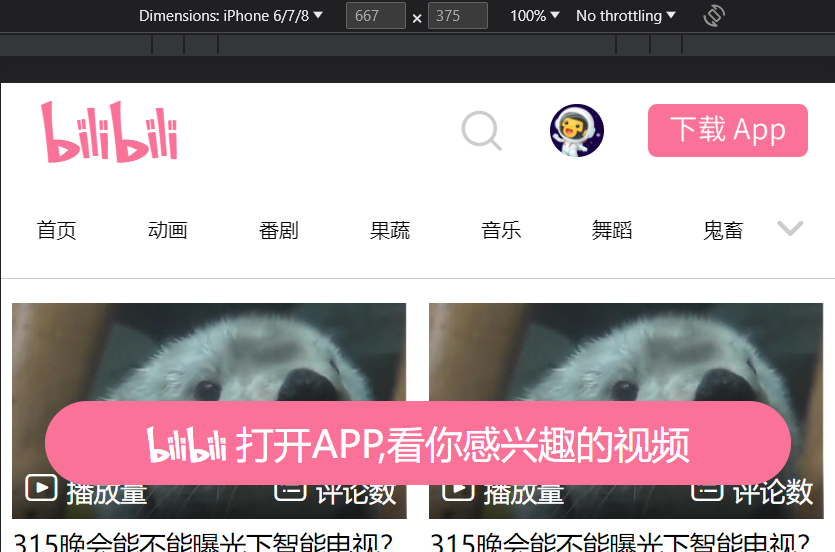 Dimensions: iPhone 6/7/8 667 × 375 100% No throttling
bilibili 下载 App
首页 动画 番剧 果蔬 音乐 舞蹈 鬼畜
bilibili 打开APP,看你感兴趣的视频
播放量 评论数 播放量 评论数
315晚会能不能曝光下智能电视? 315晚会能不能曝光下智能电视?